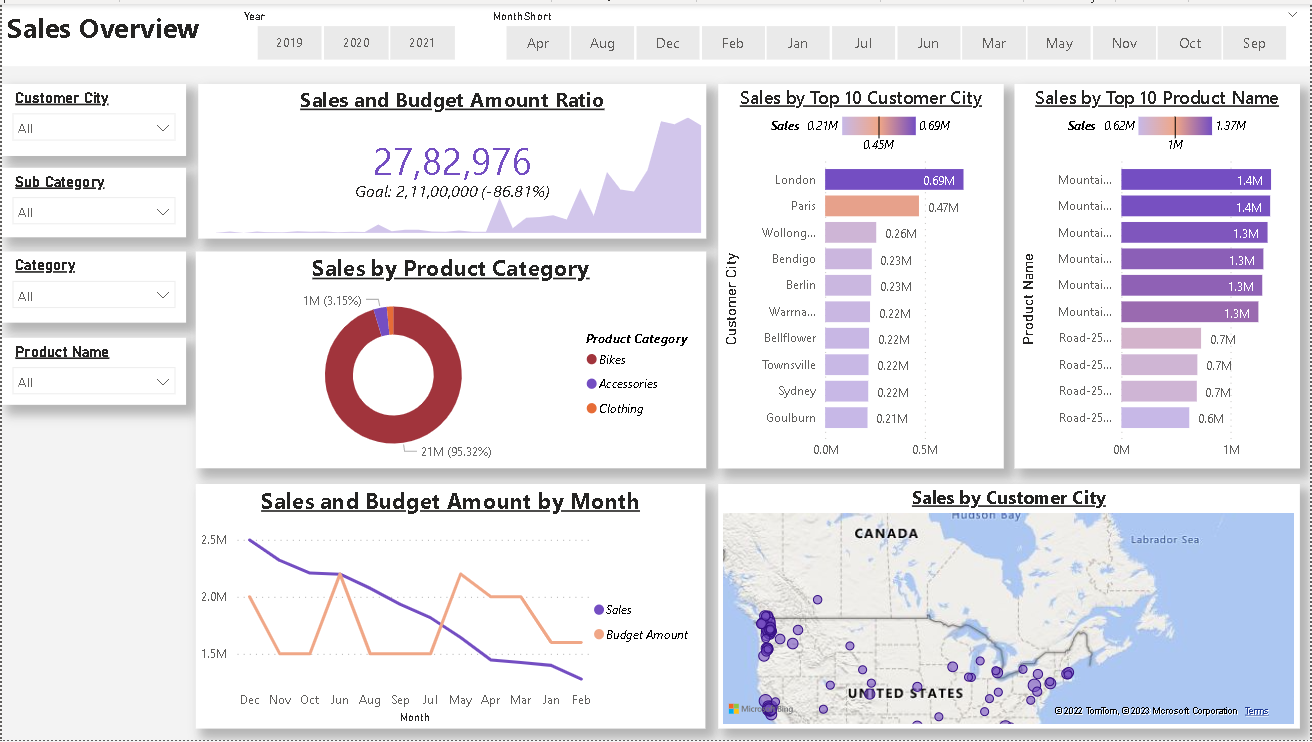 Sales Overview
Year
2019 2020 2021
MonthShort
Apr Aug Dec Feb Jan Jul Jun Mar May Nov Oct Sep
Customer City
All
Sub Category
All
Category
All
Product Name
All
Sales and Budget Amount Ratio
27,82,976
Goal: 2,11,00,000 (-86.81%)
Sales by Product Category
1M (3.15%)
21M (95.32%)
Product Category
Bikes
Accessories
Clothing
Sales by Top 10 Customer City
Sales 0.21M 0.69M
0.45M
Customer City
London 0.69M
Paris 0.47M
Wollong... 0.26M
Bendigo 0.23M
Berlin 0.23M
Warrna... 0.22M
Bellflower 0.22M
Townsville 0.22M
Sydney 0.22M
Goulburn 0.21M
0.0M 0.5M
Sales by Top 10 Product Name
Sales 0.62M 1.37M
1M
Product Name
Mountai... 1.4M
Mountai... 1.4M
Mountai... 1.3M
Mountai... 1.3M
Mountai... 1.3M
Mountai... 1.3M
Road-25... 0.7M
Road-25... 0.7M
Road-25... 0.7M
Road-25... 0.6M
0M 1M
Sales and Budget Amount by Month
2.5M
2.0M
1.5M
Dec Nov Oct Jun Aug Sep Jul May Apr Mar Jan Feb
Month
Sales
Budget Amount
Sales by Customer City
Hudson Bay
CANADA
Labrador Sea
UNITED STATES
Microsoft Bing
© 2022 TomTom, © 2023 Microsoft Corporation Terms